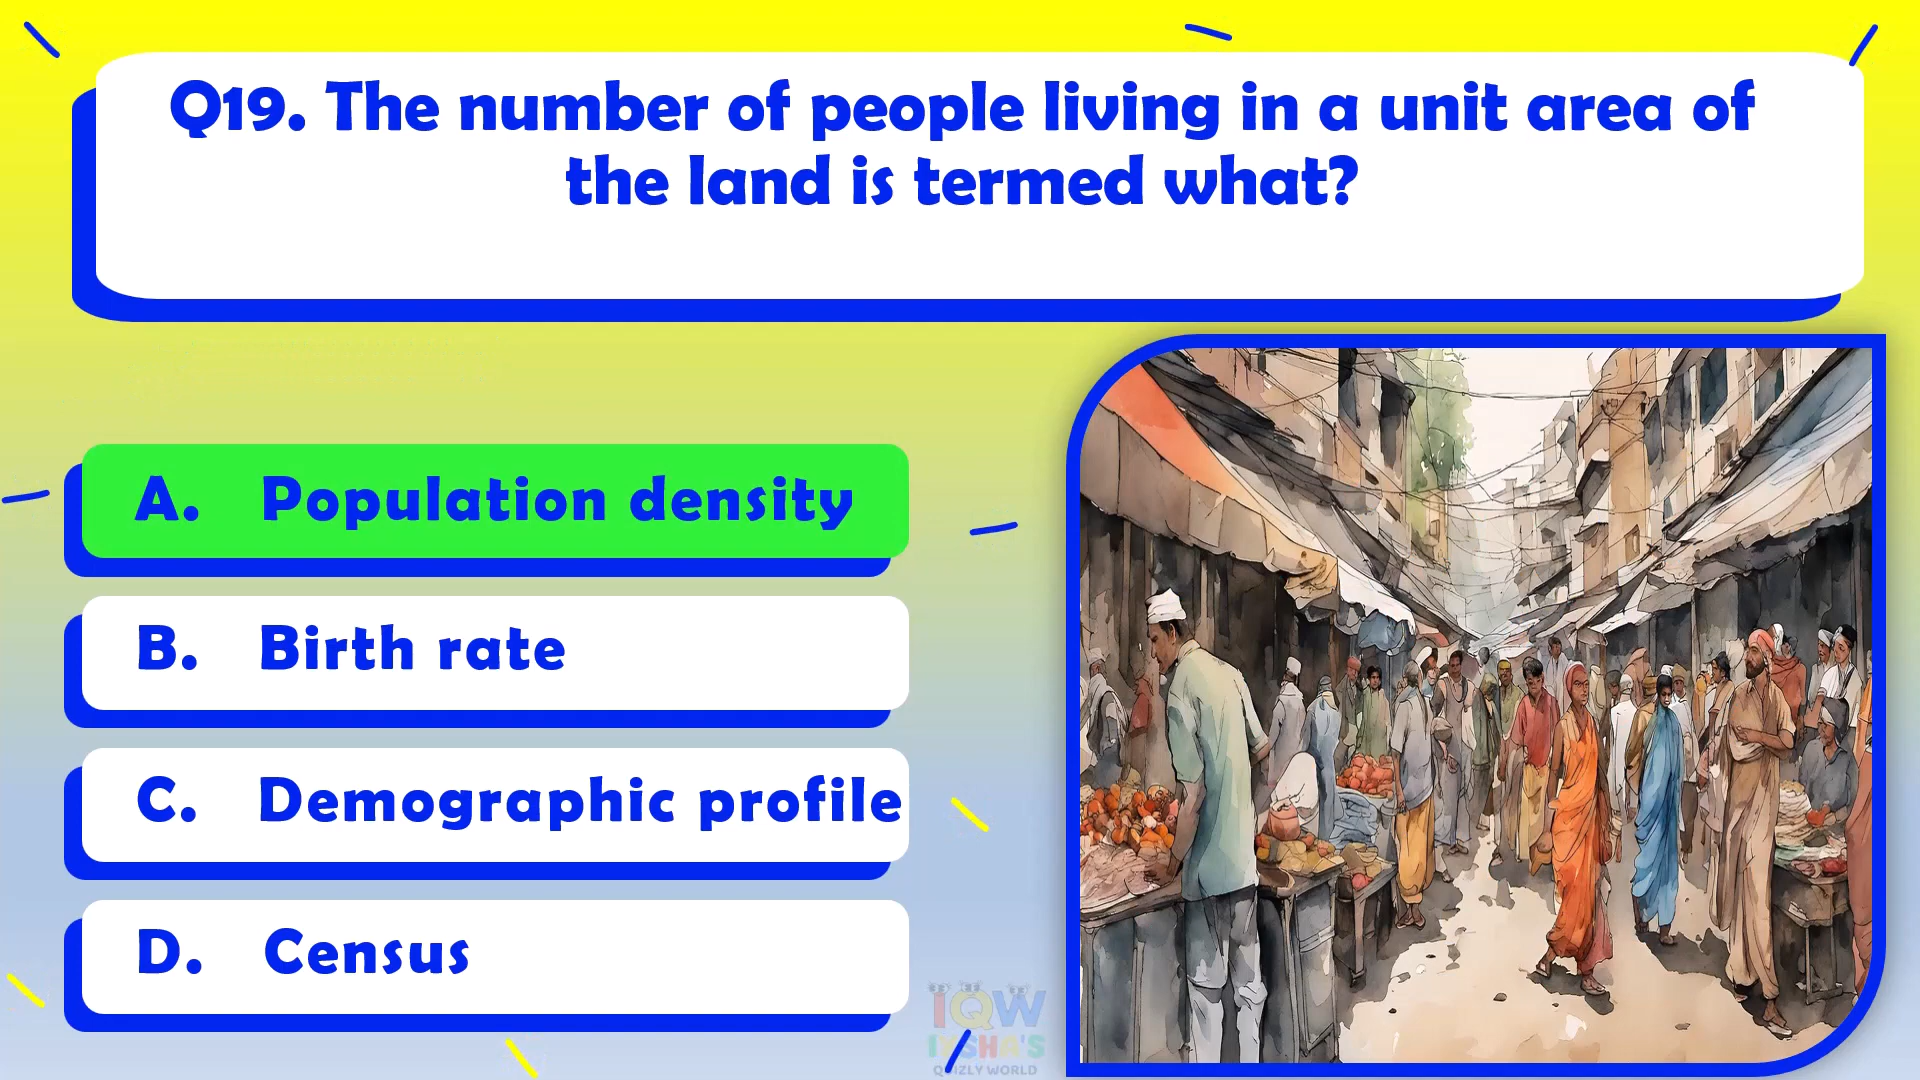 Q19. The number of people living in a unit area of
the land is termed what?
A. Population density
B. Birth rate
C. Demographic profile
D. Census
IQW
QUIZLY WORLD